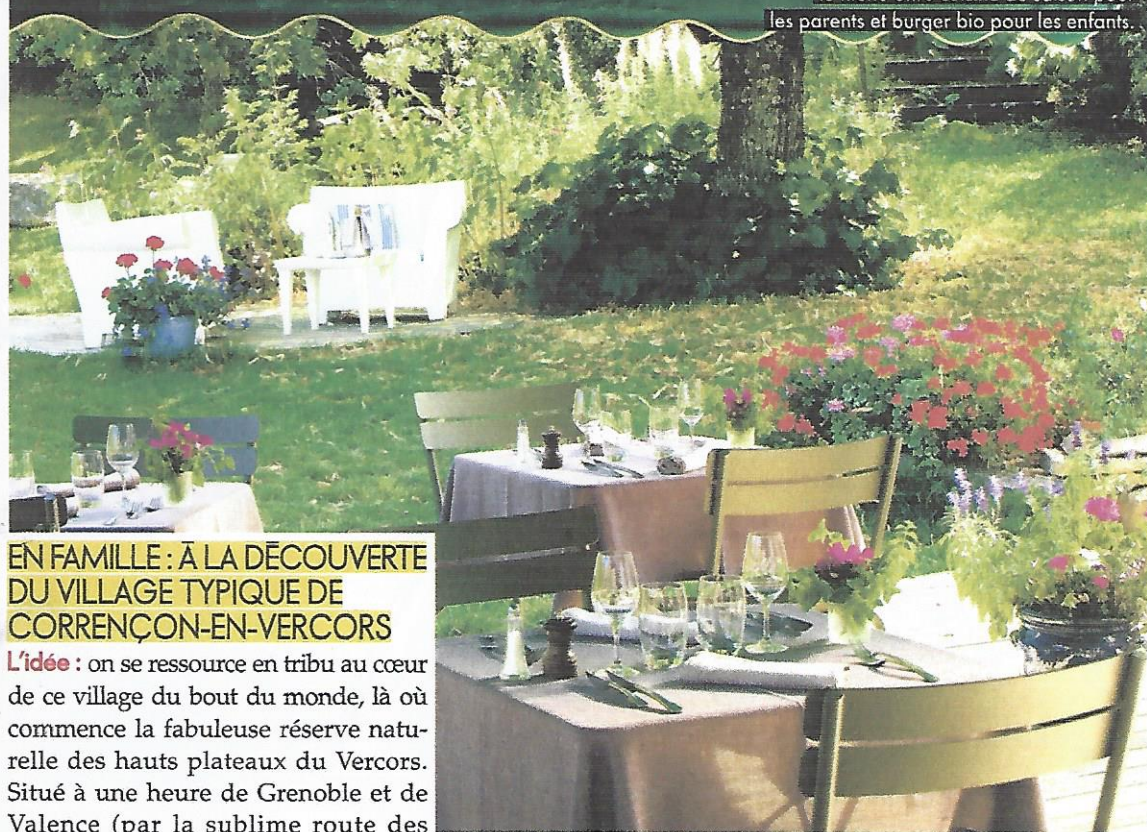 les parents et burger bio pour les enfants.
EN FAMILLE : À LA DÉCOUVERTE
DU VILLAGE TYPIQUE DE
CORRENÇON-EN-VERCORS
L'idée : on se ressource en tribu au cœur
de ce village du bout du monde, là où
commence la fabuleuse réserve natu-
relle des hauts plateaux du Vercors.
Situé à une heure de Grenoble et de
Valence (par la sublime route des